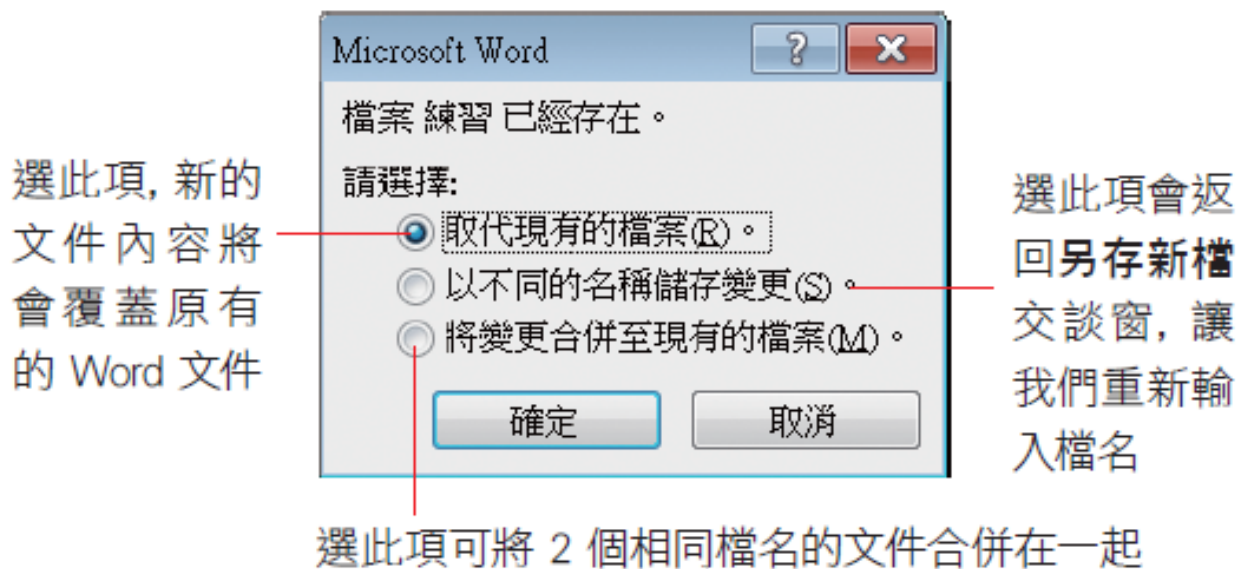 Microsoft Word
檔案 練習 已經存在。
請選擇:
取代現有的檔案(R)。
以不同的名稱儲存變更(S)。
將變更合併至現有的檔案(M)。
確定
取消
選此項, 新的
文件內容將
會覆蓋原有
的 Word 文件
選此項會返
回另存新檔
交談窗, 讓
我們重新輸
入檔名
選此項可將 2 個相同檔名的文件合併在一起